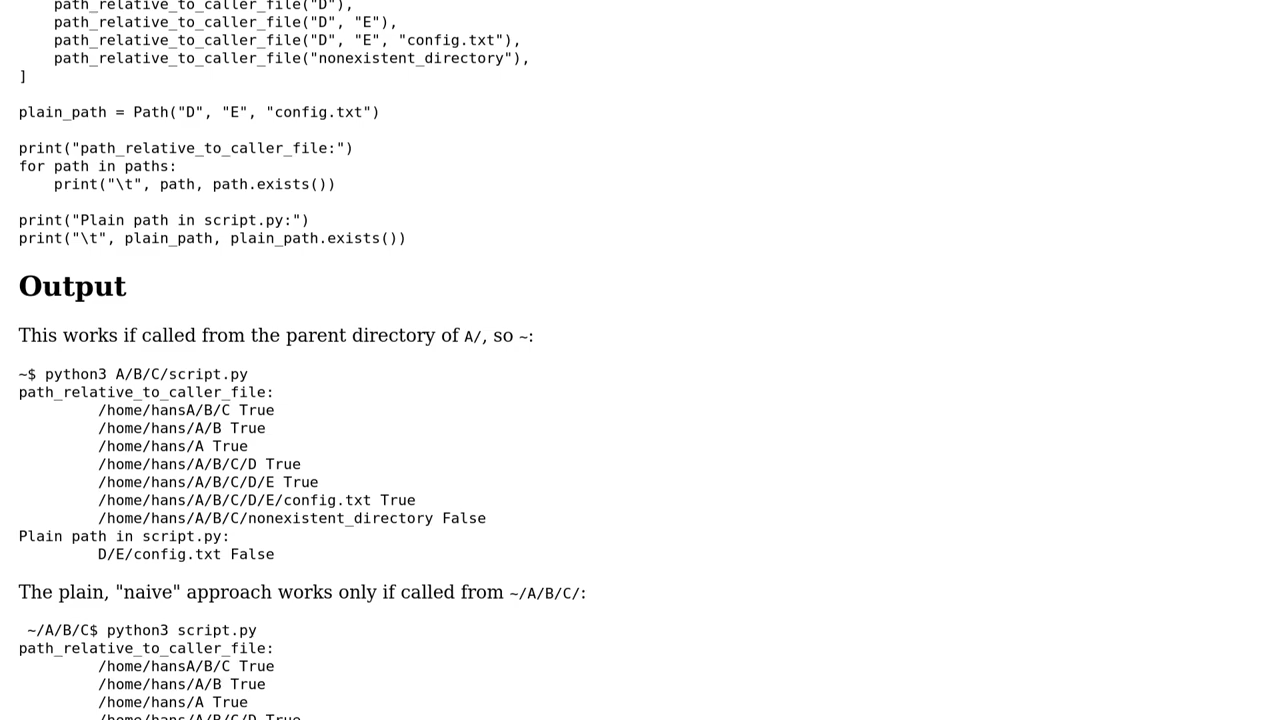 path_relative_to_caller_file("D"),
    path_relative_to_caller_file("D", "E"),
    path_relative_to_caller_file("D", "E", "config.txt"),
    path_relative_to_caller_file("nonexistent_directory"),
]
plain_path = Path("D", "E", "config.txt")
print("path_relative_to_caller_file:")
for path in paths:
    print("\t", path, path.exists())
print("Plain path in script.py:")
print("\t", plain_path, plain_path.exists())
Output
This works if called from the parent directory of A/, so ~:
~$ python3 A/B/C/script.py
path_relative_to_caller_file:
         /home/hansA/B/C True
         /home/hans/A/B True
         /home/hans/A True
         /home/hans/A/B/C/D True
         /home/hans/A/B/C/D/E True
         /home/hans/A/B/C/D/E/config.txt True
         /home/hans/A/B/C/nonexistent_directory False
Plain path in script.py:
         D/E/config.txt False
The plain, "naive" approach works only if called from ~/A/B/C/:
 ~/A/B/C$ python3 script.py
path_relative_to_caller_file:
         /home/hansA/B/C True
         /home/hans/A/B True
         /home/hans/A True
         /home/hans/A/B/C/D True